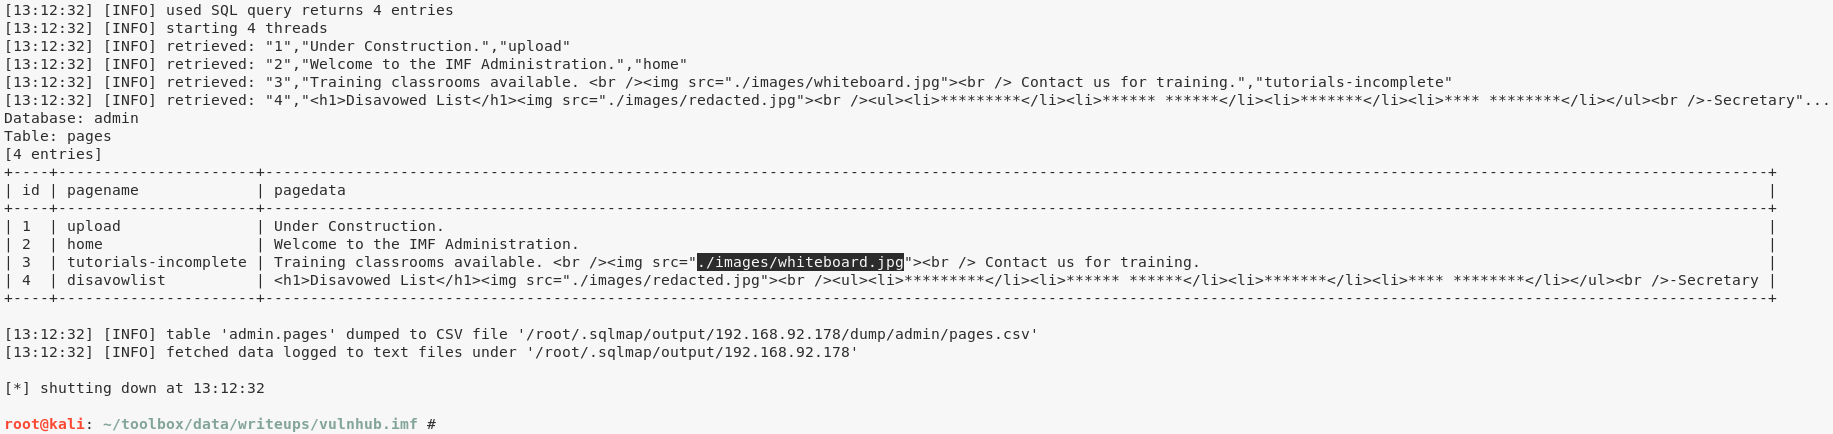 [13:12:32] [INFO] used SQL query returns 4 entries
[13:12:32] [INFO] starting 4 threads
[13:12:32] [INFO] retrieved: "1","Under Construction.","upload"
[13:12:32] [INFO] retrieved: "2","Welcome to the IMF Administration.","home"
[13:12:32] [INFO] retrieved: "3","Training classrooms available. <br /><img src="./images/whiteboard.jpg"><br /> Contact us for training.","tutorials-incomplete"
[13:12:32] [INFO] retrieved: "4","<h1>Disavowed List</h1><img src="./images/redacted.jpg"><br /><ul><li>*********</li><li>****** ******</li><li>*******</li><li>**** ********</li></ul><br />-Secretary"...
Database: admin
Table: pages
[4 entries]
+----+----------------------+--------------------------------------------------------------------------------------------------------------------------------------------------------------------------+
| id | pagename             | pagedata                                                                                                                                                               |
+----+----------------------+--------------------------------------------------------------------------------------------------------------------------------------------------------------------------+
| 1  | upload               | Under Construction.                                                                                                                                                    |
| 2  | home                 | Welcome to the IMF Administration.                                                                                                                                     |
| 3  | tutorials-incomplete | Training classrooms available. <br /><img src="./images/whiteboard.jpg"><br /> Contact us for training.                                                                |
| 4  | disavowlist          | <h1>Disavowed List</h1><img src="./images/redacted.jpg"><br /><ul><li>*********</li><li>****** ******</li><li>*******</li><li>**** ********</li></ul><br />-Secretary |
+----+----------------------+--------------------------------------------------------------------------------------------------------------------------------------------------------------------------+
[13:12:32] [INFO] table 'admin.pages' dumped to CSV file '/root/.sqlmap/output/192.168.92.178/dump/admin/pages.csv'
[13:12:32] [INFO] fetched data logged to text files under '/root/.sqlmap/output/192.168.92.178'
[*] shutting down at 13:12:32
root@kali: ~/toolbox/data/writeups/vulnhub.imf #